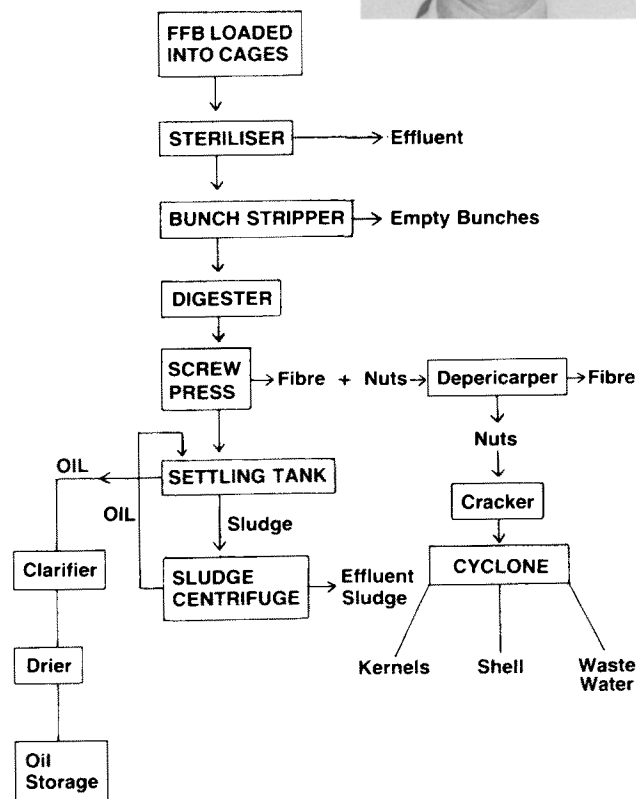 FFB LOADED
INTO CAGES
STERILISER
Effluent
BUNCH STRIPPER
Empty Bunches
DIGESTER
SCREW
PRESS
Fibre + Nuts
Depericarper
Fibre
Nuts
OIL
SETTLING TANK
OIL
Cracker
Sludge
Clarifier
SLUDGE
CENTRIFUGE
Effluent
Sludge
CYCLONE
Kernels
Shell
Waste
Water
Drier
Oil
Storage